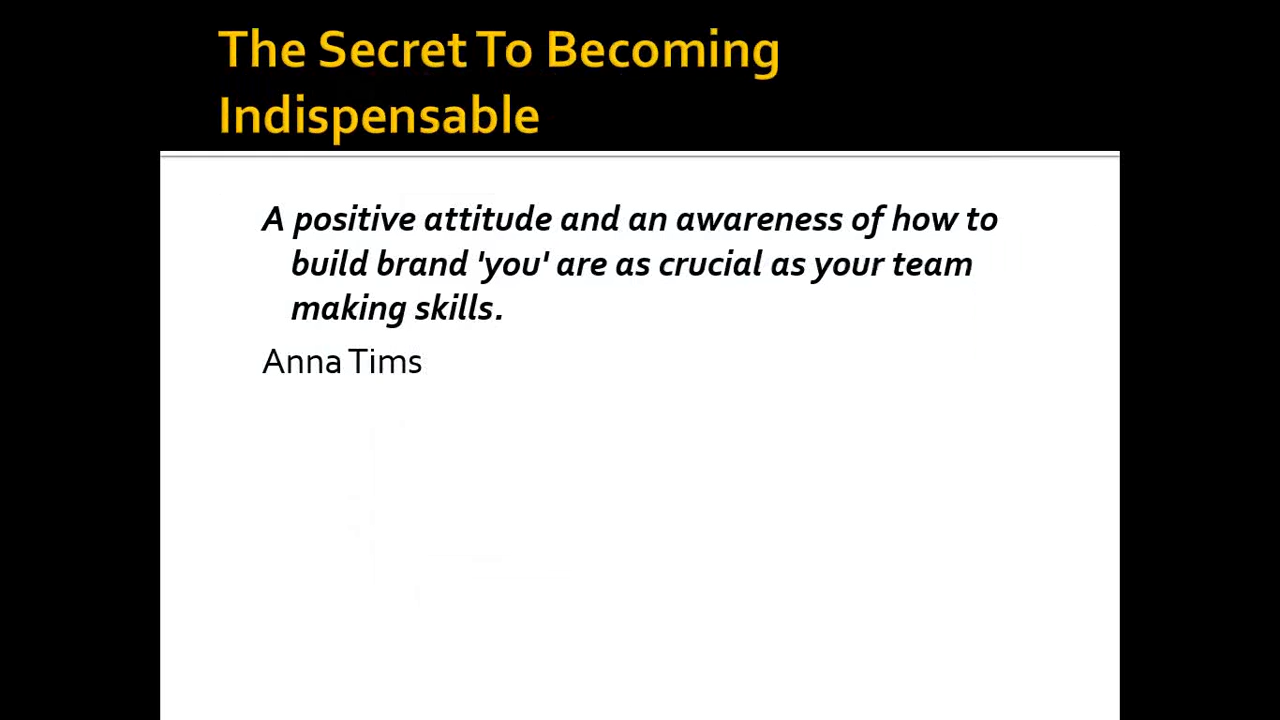 The Secret To Becoming
Indispensable
A positive attitude and an awareness of how to
build brand 'you' are as crucial as your team
making skills.
Anna Tims